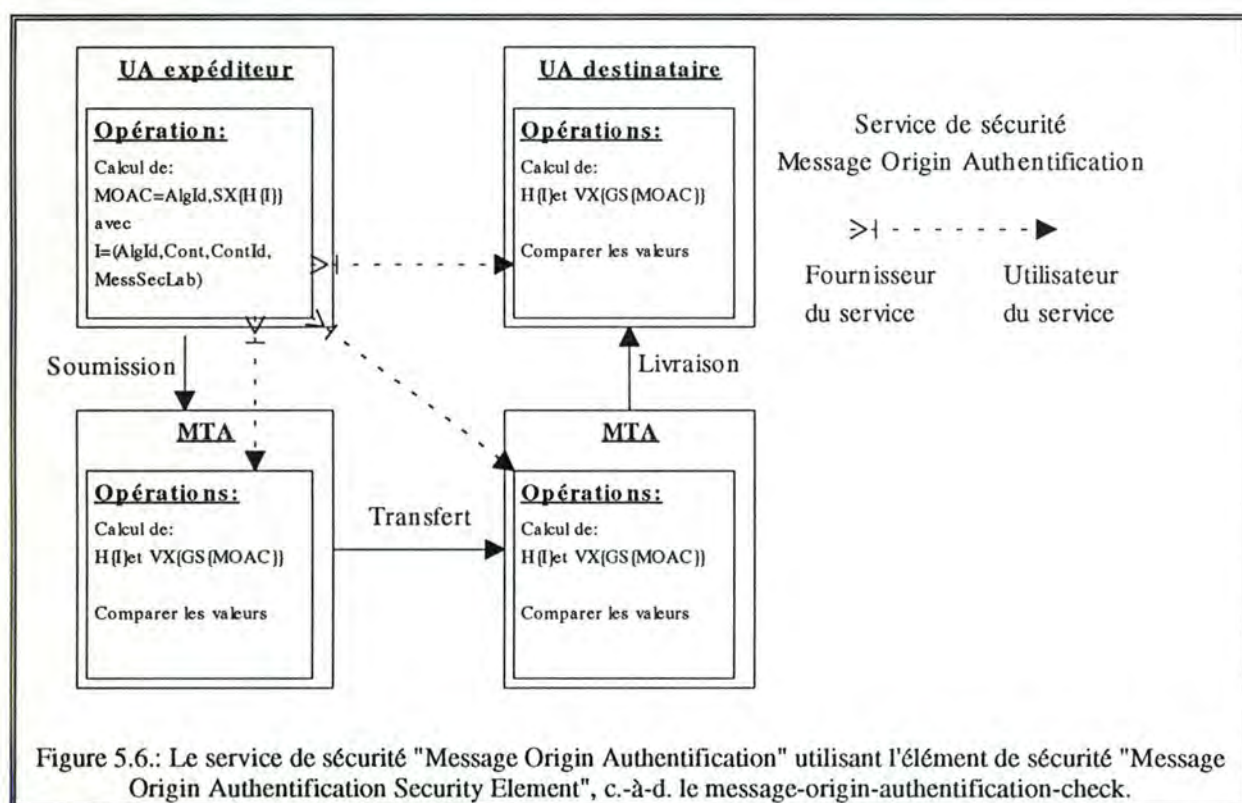 UA expéditeur
Opération:
Calcul de:
MOAC=AlgId,SX{H{I}}
avec
I=(AlgId,Cont,ContId,
MessSecLab)
UA destinataire
Opérations:
Calcul de:
H{I}et VX{GS{MOAC}}
Comparer les valeurs
Service de sécurité
Message Origin Authentification
Fournisseur
du service
Utilisateur
du service
Soumission
Livraison
MTA
Opérations:
Calcul de:
H{I}et VX{GS{MOAC}}
Comparer les valeurs
Transfert
MTA
Opérations:
Calcul de:
H{I}et VX{GS{MOAC}}
Comparer les valeurs
Figure 5.6.: Le service de sécurité "Message Origin Authentification" utilisant l'élément de sécurité "Message
Origin Authentification Security Element", c.-à-d. le message-origin-authentification-check.